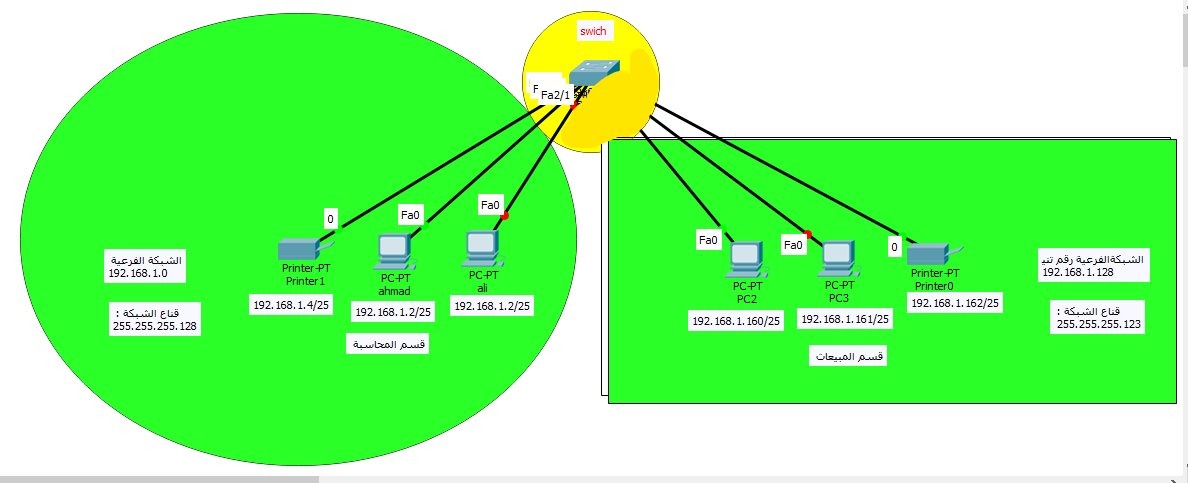 swich
F
Fa2/1
0
Fa0
Fa0
الشبكة الفرعية
192.168.1.0
Printer-PT
Printer1
PC-PT
ahmad
PC-PT
ali
192.168.1.4/25
192.168.1.2/25
192.168.1.2/25
قناع الشبكة :
255.255.255.128
قسم المحاسبة
Fa0
Fa0
0
PC-PT
PC2
PC-PT
PC3
Printer-PT
Printer0
192.168.1.160/25
192.168.1.161/25
192.168.1.162/25
الشبكةالفرعية رقم تني
192.168.1.128
قناع الشبكة :
255.255.255.123
قسم المبيعات